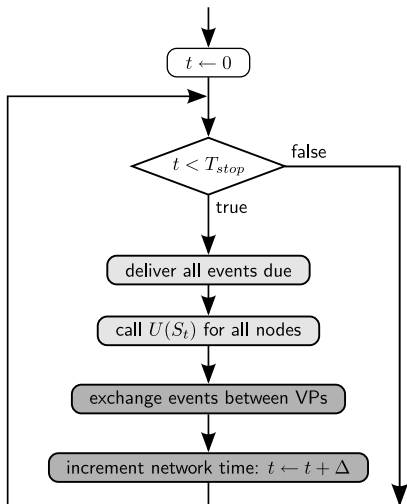 t ← 0
t < T_stop
false
true
deliver all events due
call U(S_t) for all nodes
exchange events between VPs
increment network time: t ← t + Δ